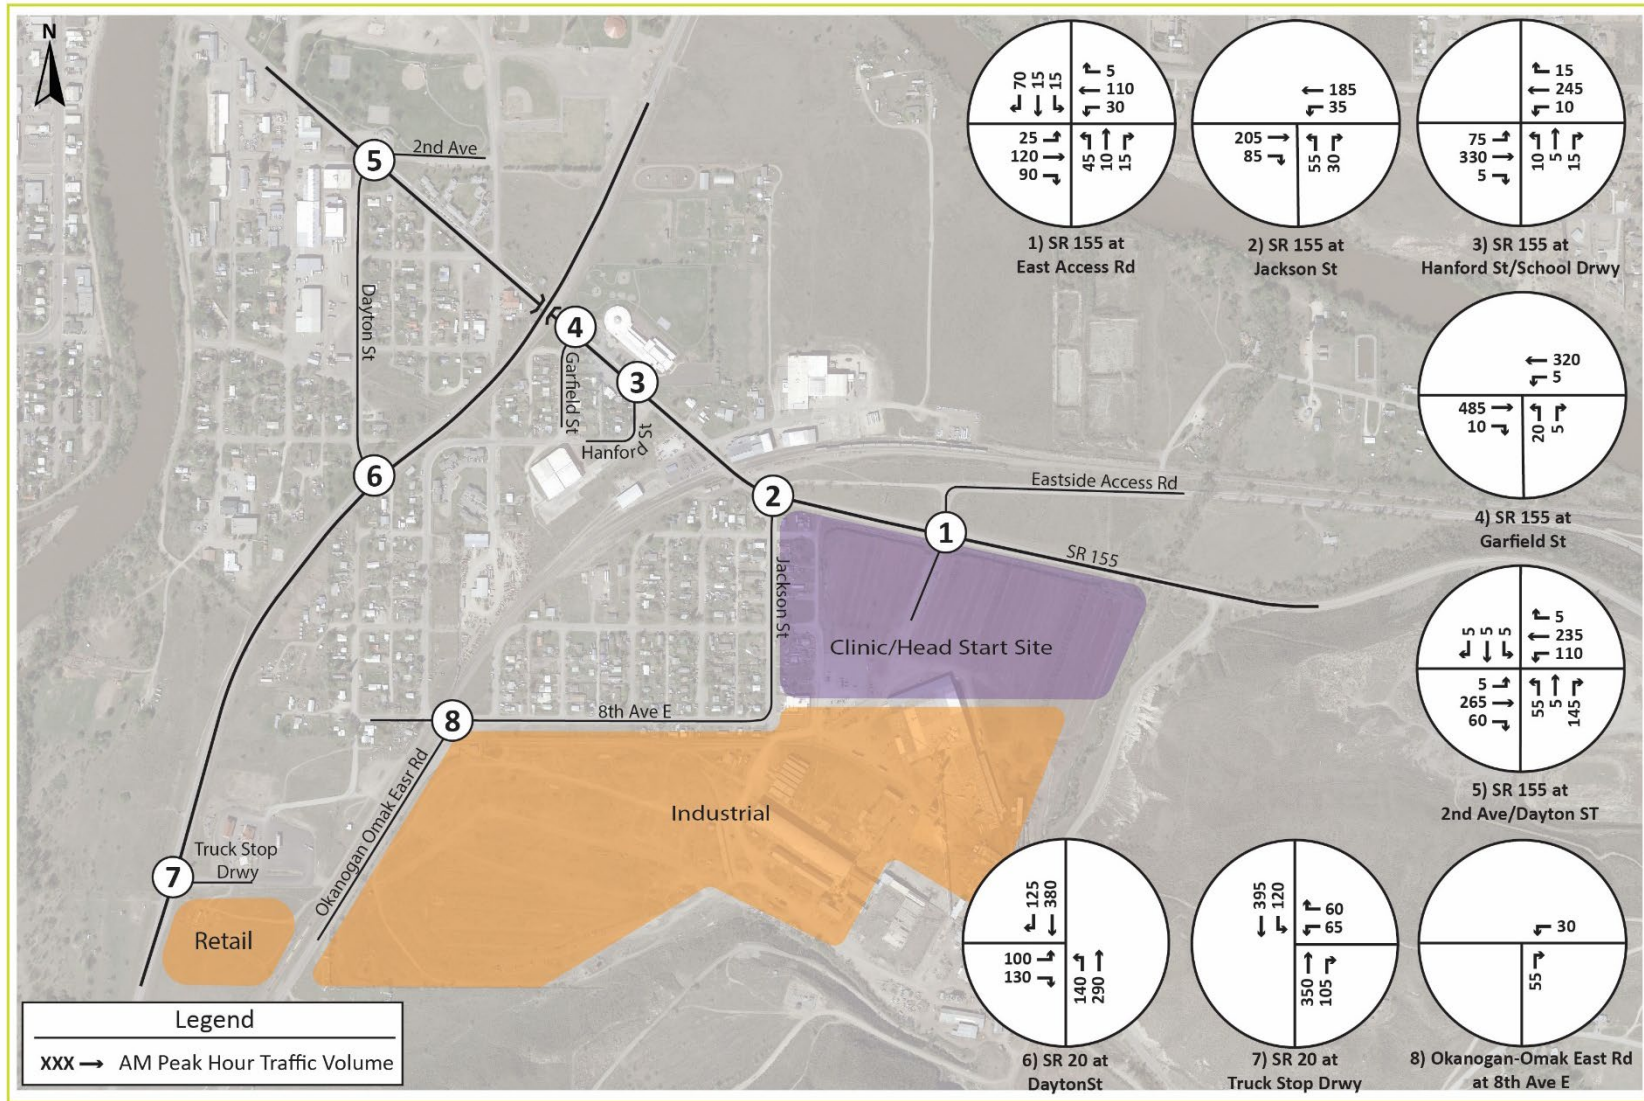 N
70
15
15
5
110
30
25
120
90
45
10
15
1) SR 155 at
East Access Rd
185
35
205
85
55
30
2) SR 155 at
Jackson St
15
245
10
75
330
5
10
5
15
3) SR 155 at
Hanford St/School Drwy
320
5
485
10
20
5
4) SR 155 at
Garfield St
5
5
5
5
235
110
5
265
60
55
5
145
5) SR 155 at
2nd Ave/Dayton ST
125
380
100
130
140
290
6) SR 20 at
DaytonSt
395
120
60
65
350
105
7) SR 20 at
Truck Stop Drwy
30
55
8) Okanogan-Omak East Rd
at 8th Ave E
5
2nd Ave
Dayton St
4
Garfield St
3
Hanford St
6
2
Eastside Access Rd
1
SR 155
Jackson St
Clinic/Head Start Site
8
8th Ave E
Okanogan Omak Easr Rd
Industrial
Truck Stop
Drwy
7
Retail
Legend
XXX → AM Peak Hour Traffic Volume